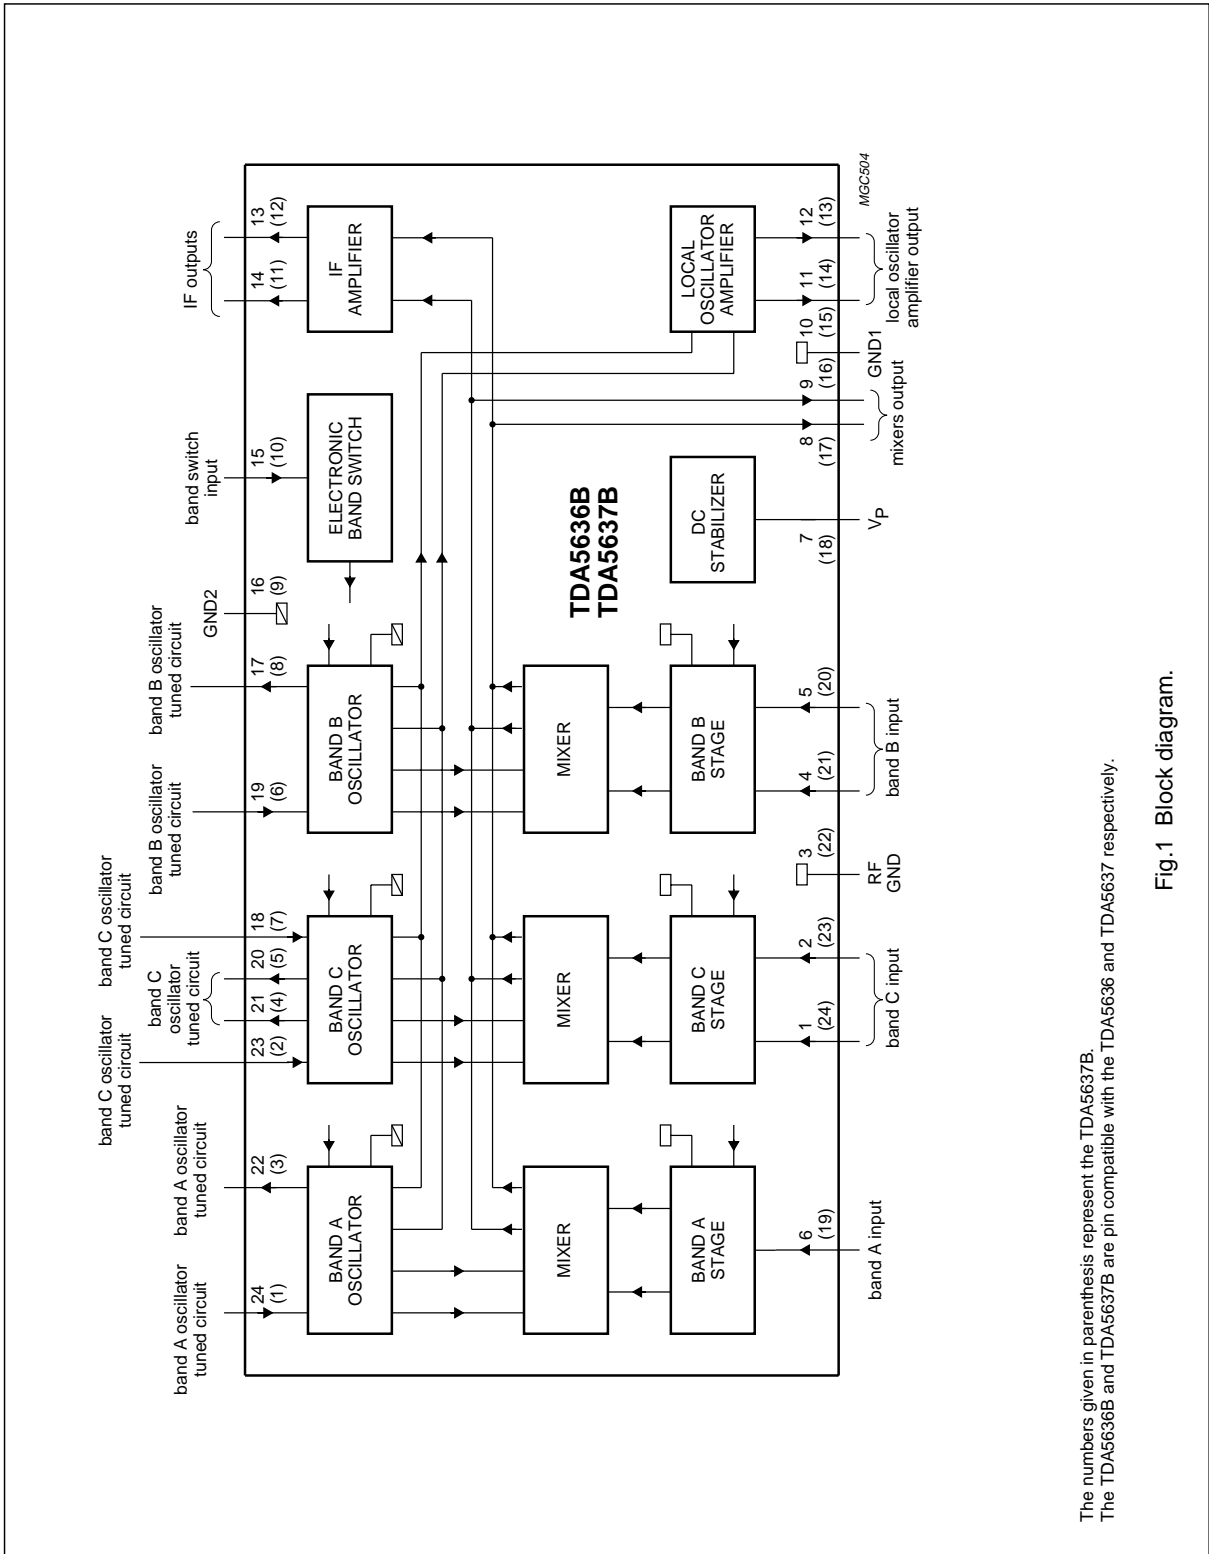 band A oscillator
tuned circuit
band A oscillator
tuned circuit
band C oscillator
tuned circuit
band C
oscillator
tuned circuit
band C oscillator
tuned circuit
band B oscillator
tuned circuit
band B oscillator
tuned circuit
GND2
band switch
input
IF outputs
24
(1)
22
(3)
23
(2)
21
(4)
20
(5)
18
(7)
19
(6)
17
(8)
16
(9)
15
(10)
14
(11)
13
(12)
BAND A
OSCILLATOR
BAND C
OSCILLATOR
BAND B
OSCILLATOR
ELECTRONIC
BAND SWITCH
IF
AMPLIFIER
MIXER
MIXER
MIXER
TDA5636B
TDA5637B
BAND A
STAGE
BAND C
STAGE
BAND B
STAGE
DC
STABILIZER
LOCAL
OSCILLATOR
AMPLIFIER
6
(19)
1
(24)
2
(23)
3
(22)
4
(21)
5
(20)
7
(18)
8
(17)
9
(16)
10
(15)
11
(14)
12
(13)
band A input
band C input
RF
GND
band B input
VP
mixers output
GND1
local oscillator
amplifier output
MGC504
The numbers given in parenthesis represent the TDA5637B.
The TDA5636B and TDA5637B are pin compatible with the TDA5636 and TDA5637 respectively.
Fig.1 Block diagram.